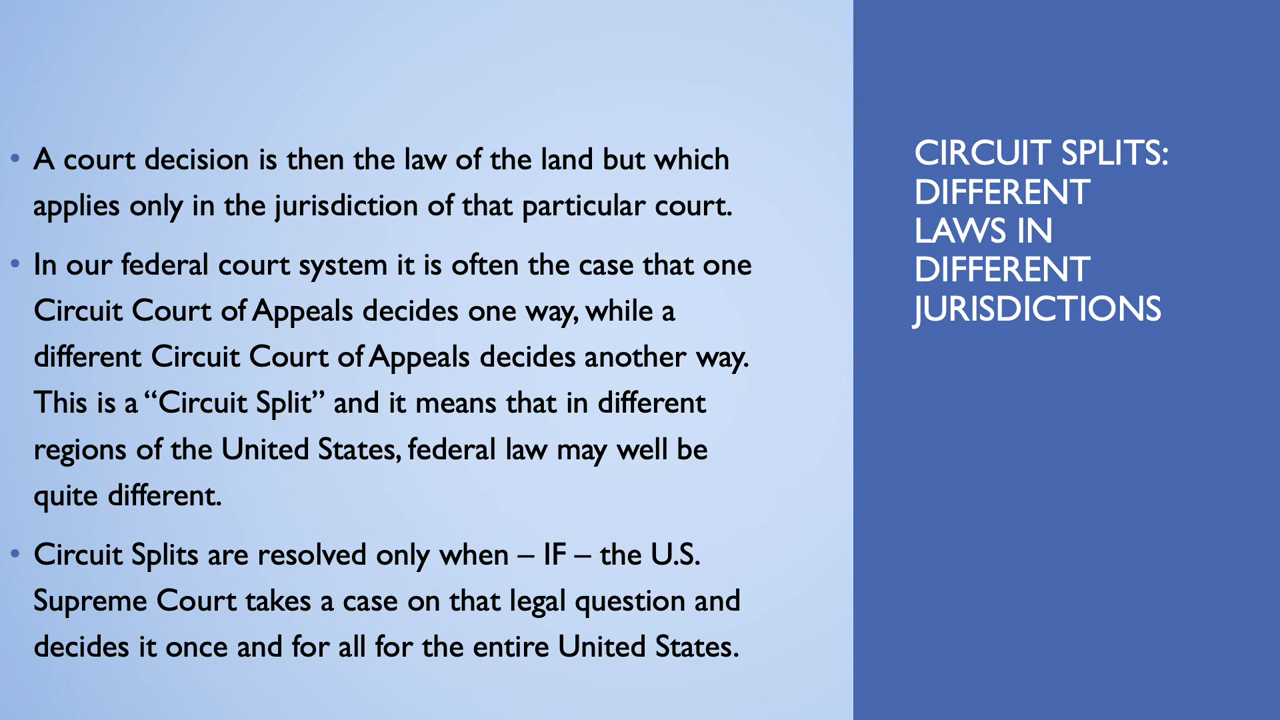 • A court decision is then the law of the land but which
applies only in the jurisdiction of that particular court.
• In our federal court system it is often the case that one
Circuit Court of Appeals decides one way, while a
different Circuit Court of Appeals decides another way.
This is a “Circuit Split” and it means that in different
regions of the United States, federal law may well be
quite different.
• Circuit Splits are resolved only when – IF – the U.S.
Supreme Court takes a case on that legal question and
decides it once and for all for the entire United States.
CIRCUIT SPLITS:
DIFFERENT
LAWS IN
DIFFERENT
JURISDICTIONS